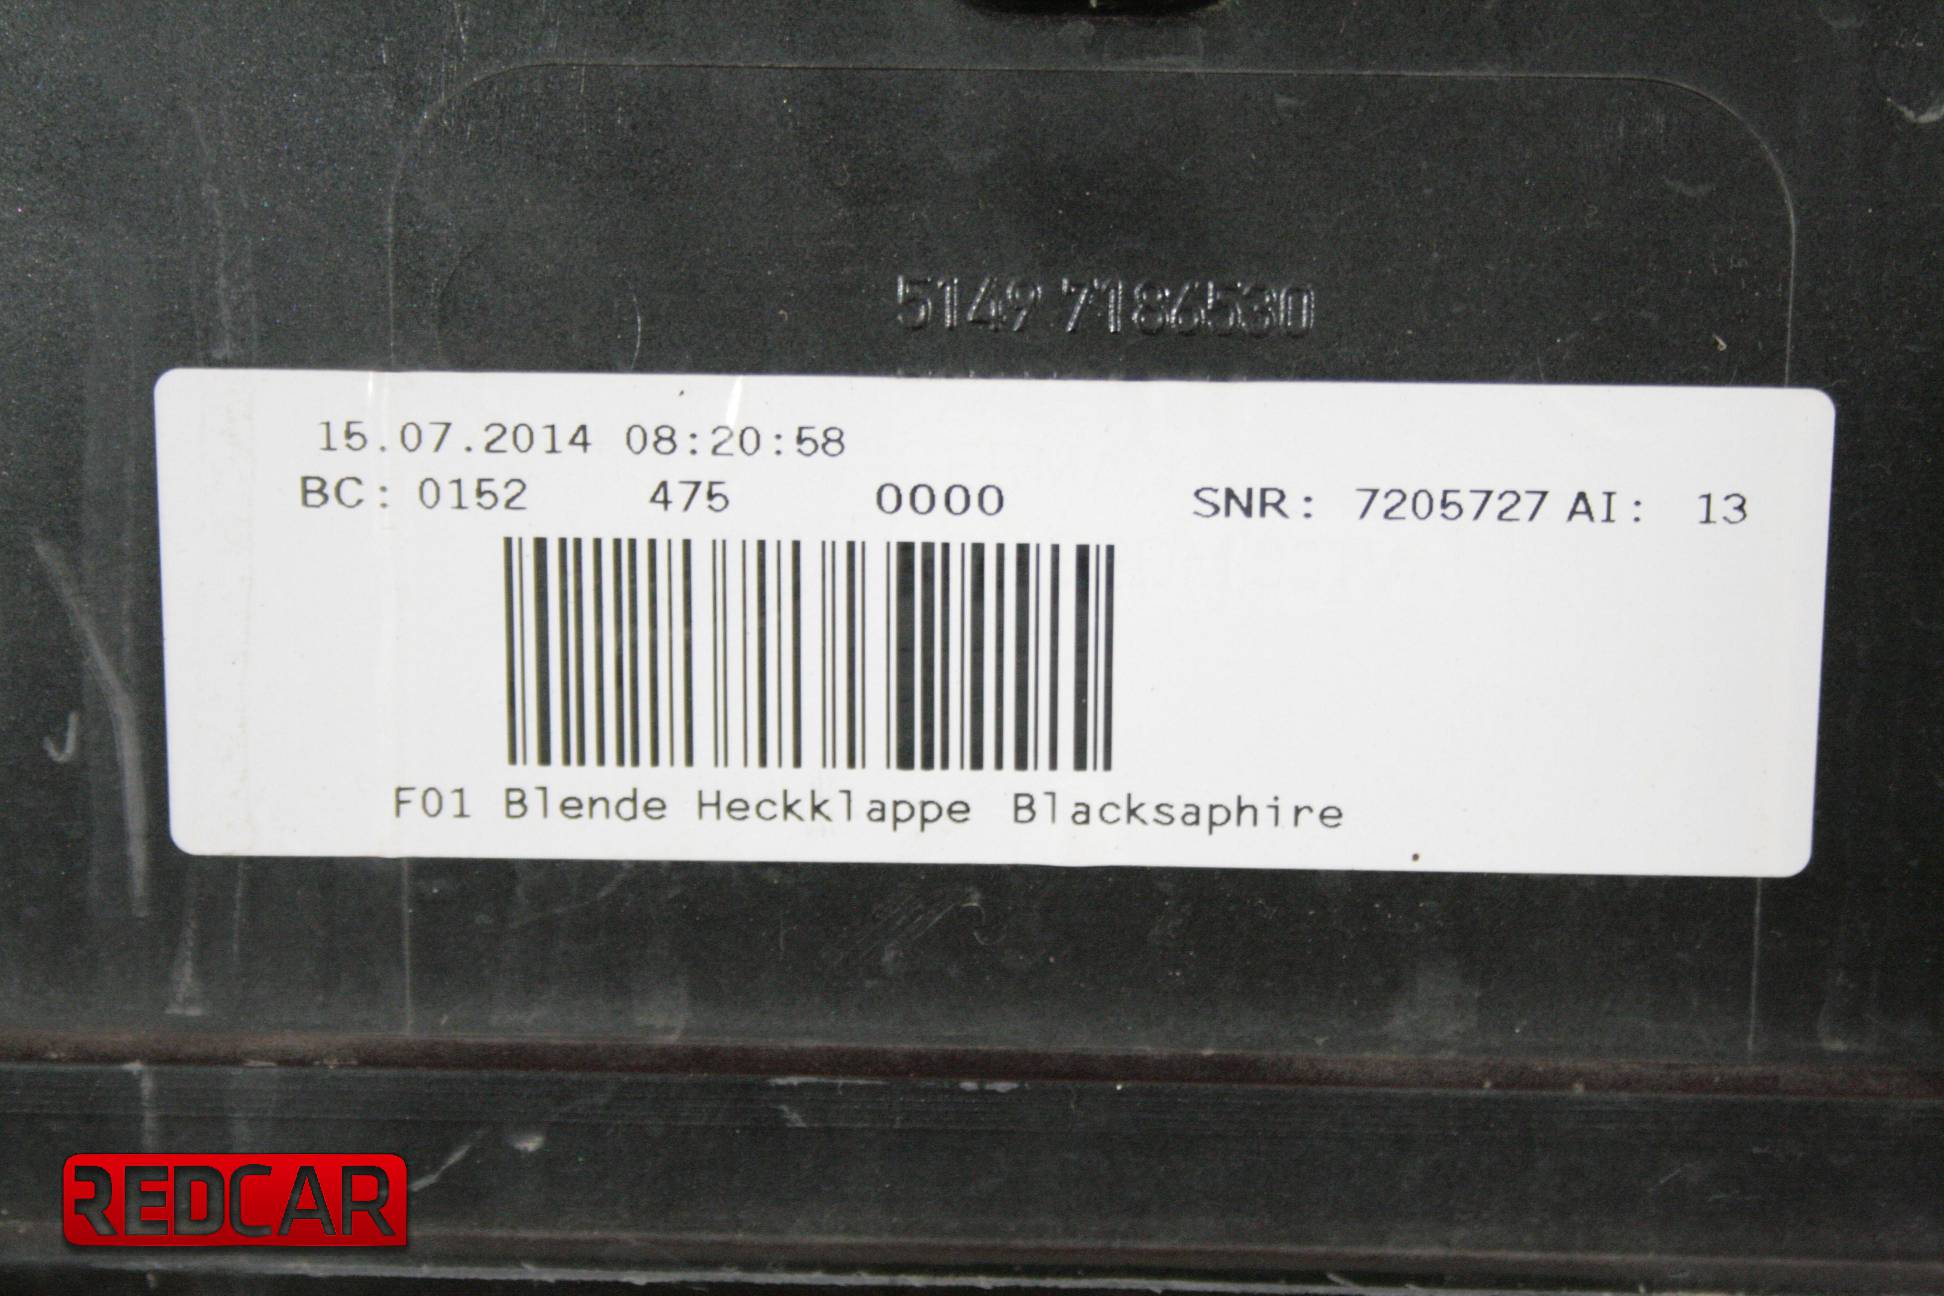 5149 7186530
15.07.2014 08:20:58
BC: 0152 475 0000 SNR: 7205727 AI: 13
F01 Blende Heckklappe Blacksaphire
REDCAR